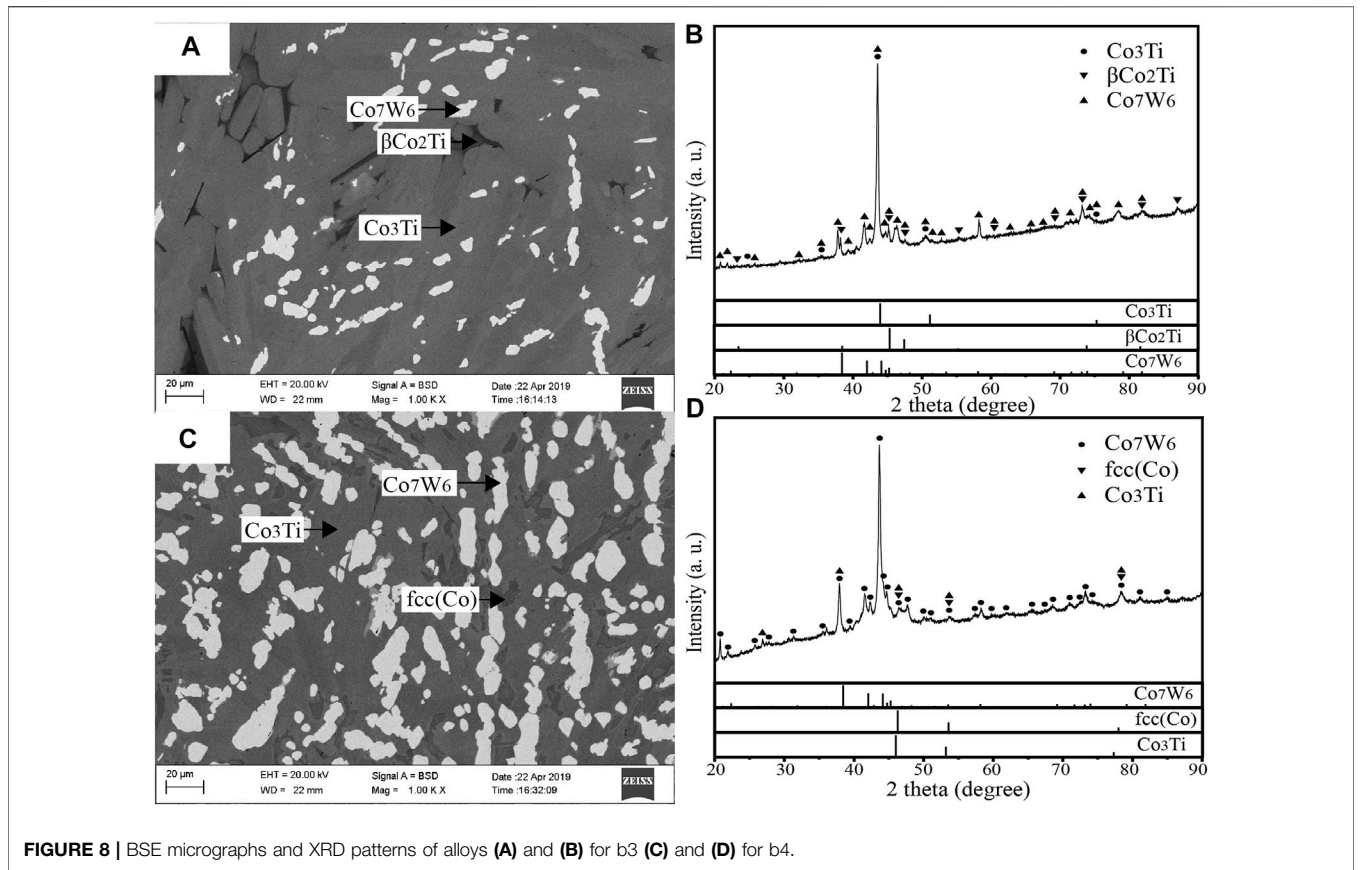 A
Co7W6
βCo2Ti
Co3Ti
20 µm
EHT = 20.00 kV
WD = 22 mm
Signal A = BSD
Mag = 1.00 K X
Date :22 Apr 2019
Time :16:14:13
ZEISS
B
Co3Ti
βCo2Ti
Co7W6
Intensity (a. u.)
Co3Ti
βCo2Ti
Co7W6
20 30 40 50 60 70 80 90
2 theta (degree)
C
Co7W6
Co3Ti
fcc(Co)
20 µm
EHT = 20.00 kV
WD = 22 mm
Signal A = BSD
Mag = 1.00 K X
Date :22 Apr 2019
Time :16:32:09
ZEISS
D
Co7W6
fcc(Co)
Co3Ti
Intensity (a. u.)
Co7W6
fcc(Co)
Co3Ti
20 30 40 50 60 70 80 90
2 theta (degree)
FIGURE 8 | BSE micrographs and XRD patterns of alloys (A) and (B) for b3 (C) and (D) for b4.